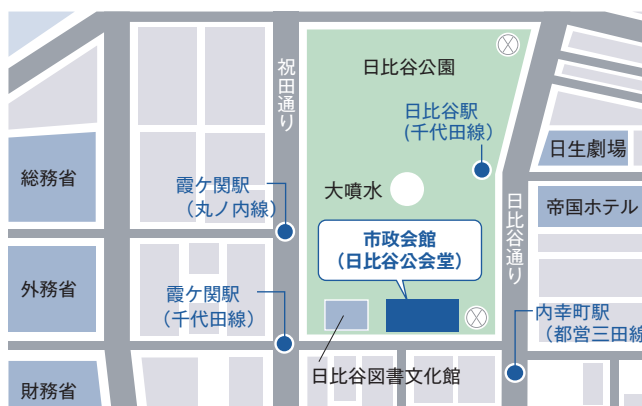 日比谷公園
祝田通り
日比谷駅
(千代田線)
総務省
日生劇場
霞ケ関駅
（丸ノ内線）
大噴水
帝国ホテル
日比谷通り
市政会館
（日比谷公会堂）
外務省
霞ケ関駅
（千代田線）
内幸町駅
（都営三田線
日比谷図書文化館
財務省